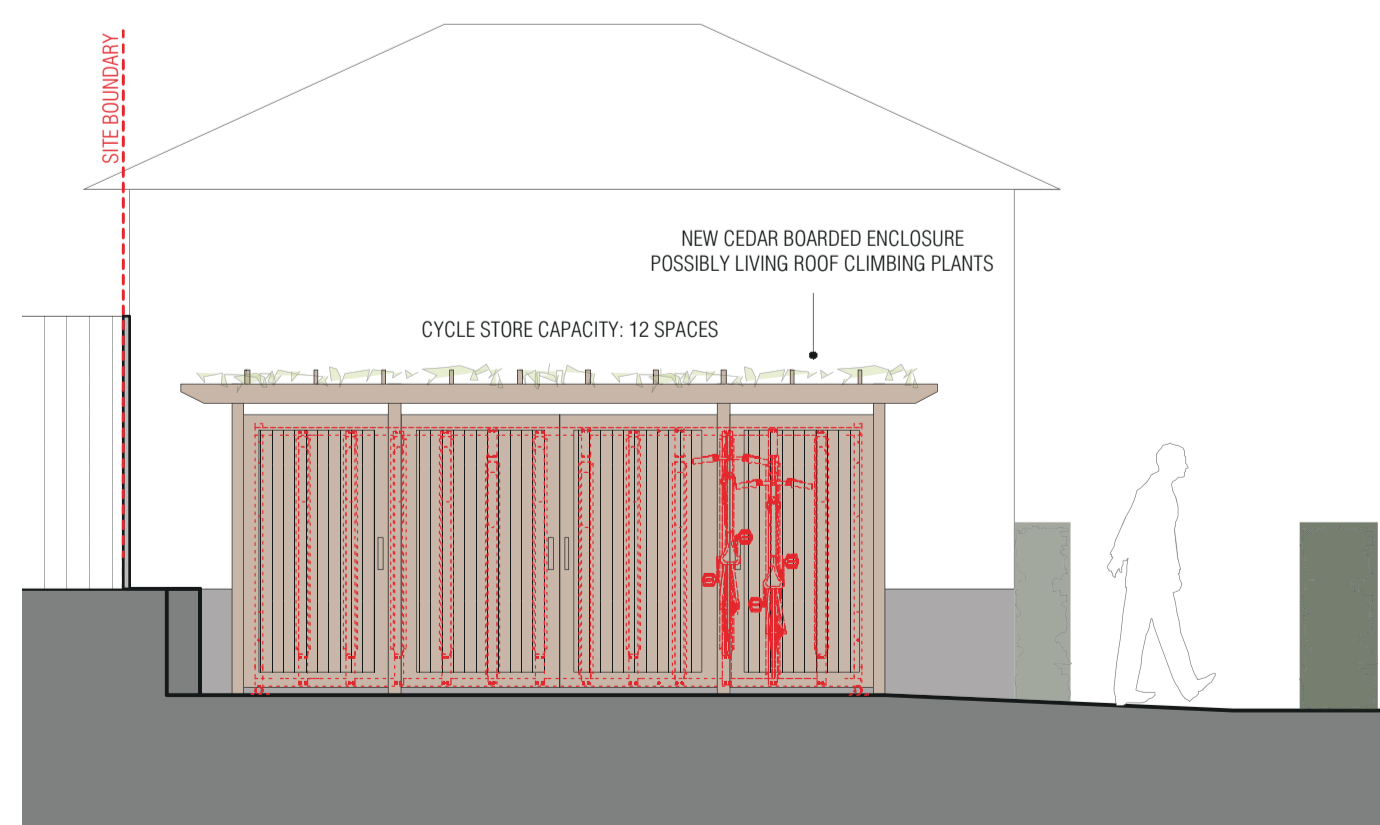 SITE BOUNDARY
NEW CEDAR BOARDED ENCLOSURE
POSSIBLY LIVING ROOF CLIMBING PLANTS
CYCLE STORE CAPACITY: 12 SPACES